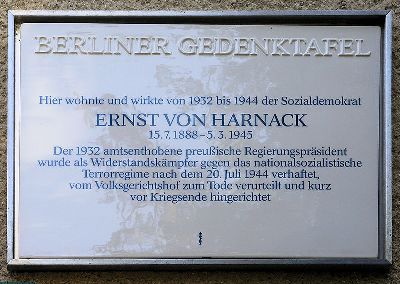 BERLINER GEDENKTAFEL
Hier wohnte und wirkte von 1932 bis 1944 der Sozialdemokrat
ERNST VON HARNACK
15.7.1888–5.3.1945
Der 1932 amtsenthobene preußische Regierungspräsident
wurde als Widerstandskämpfer gegen das nationalsozialistische
Terrorregime nach dem 20. Juli 1944 verhaftet,
vom Volksgerichtshof zum Tode verurteilt und kurz
vor Kriegsende hingerichtet